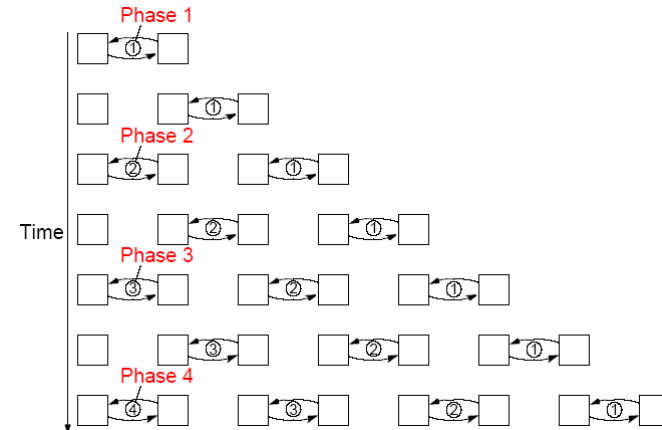 Phase 1
①
①
Phase 2
② ①
Time
② ①
Phase 3
③ ② ①
③ ② ①
Phase 4
④ ③ ② ①